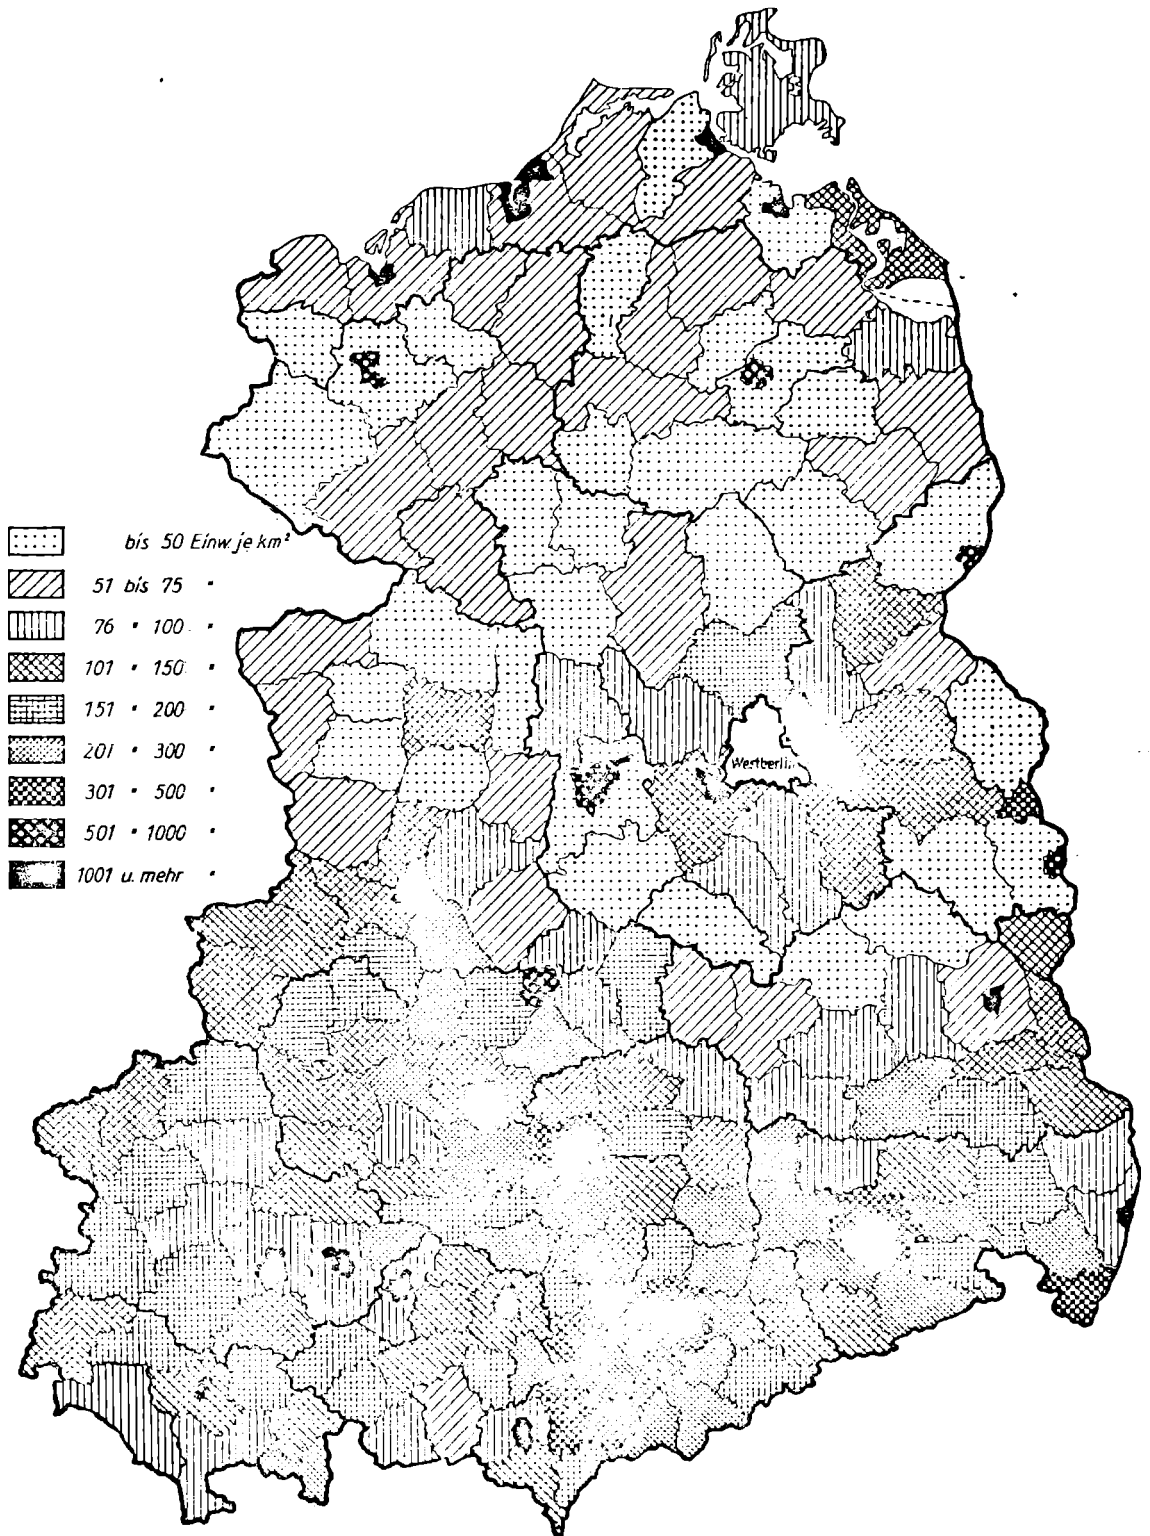 bis 50 Einw. je km²
51 bis 75 "
76 " 100 "
101 " 150 "
151 " 200 "
201 " 300 "
301 " 500 "
501 " 1000 "
1001 u. mehr "
Westberli.